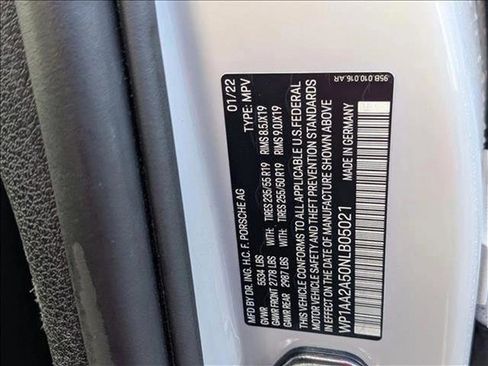 95B.010.016.AR
MFD BY DR. ING. H.C. F. PORSCHE AG 01/22
GVWR 5634 LBS TYPE: MPV
GAWR FRONT 2778 LBS WITH: TIRES 235/55 R19 RIMS 8.5JX19
GAWR REAR 2987 LBS WITH: TIRES 255/50 R19 RIMS 9.0JX19
THIS VEHICLE CONFORMS TO ALL APPLICABLE U.S. FEDERAL
MOTOR VEHICLE SAFETY AND THEFT PREVENTION STANDARDS
IN EFFECT ON THE DATE OF MANUFACTURE SHOWN ABOVE
WP1AA2A50NLB05021 MADE IN GERMANY